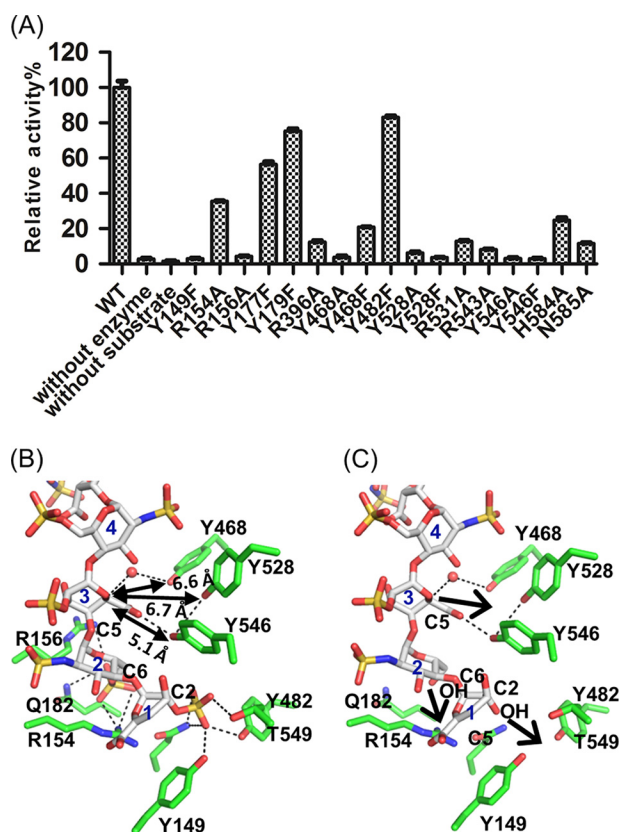 (A)
Relative activity%
120
100
80
60
40
20
0
WT
without enzyme
without substrate
Y149F
R154A
R156A
Y177F
Y179F
R396A
Y468A
Y468F
Y482F
Y528A
Y528F
R531A
R543A
Y546A
Y546F
H584A
N585A
(B)
4
Y468
Y528
6.6 Å
3
6.7 Å
5.1 Å
Y546
R156
C5
2
C6
C2
Q182
1
Y482
T549
R154
Y149
(C)
4
Y468
Y528
3
C5
Y546
2
C6
OH
C2
Y482
Q182
1
OH
R154
C5
T549
Y149